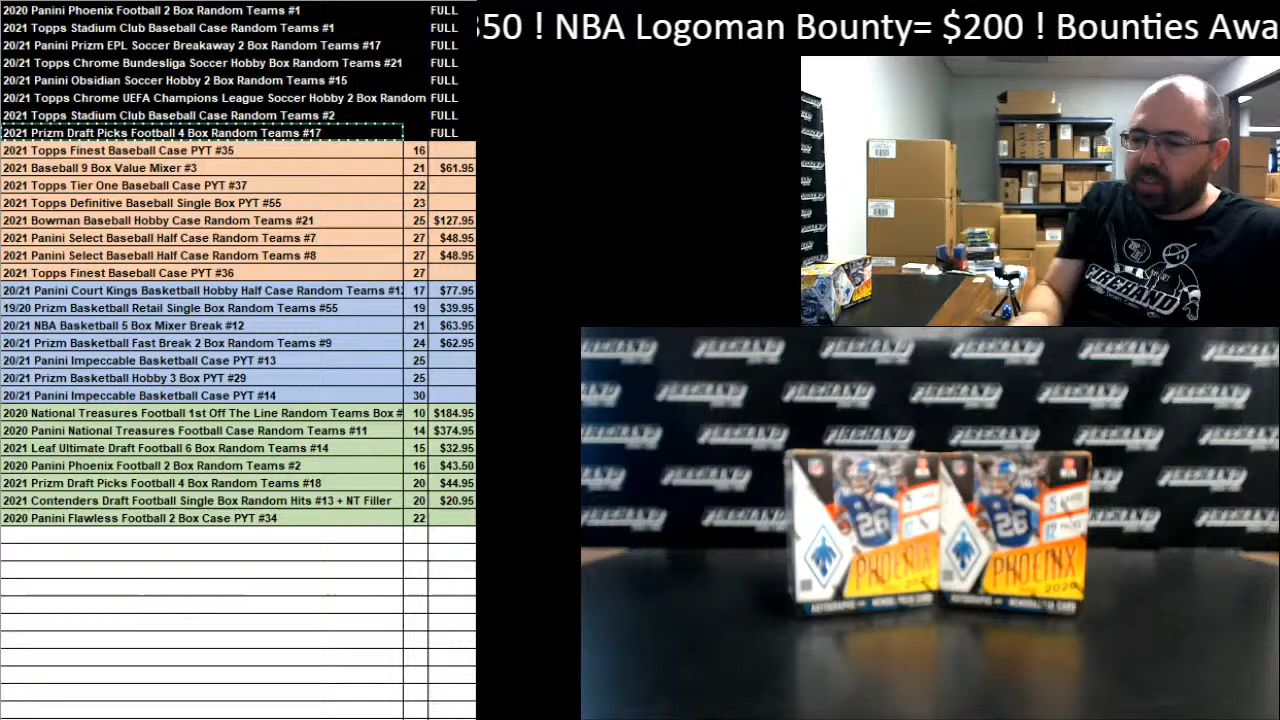 2020 Panini Phoenix Football 2 Box Random Teams #1 FULL
2021 Topps Stadium Club Baseball Case Random Teams #1 FULL
20/21 Panini Prizm EPL Soccer Breakaway 2 Box Random Teams #17 FULL
20/21 Topps Chrome Bundesliga Soccer Hobby Box Random Teams #21 FULL
20/21 Panini Obsidian Soccer Hobby 2 Box Random Teams #15 FULL
20/21 Topps Chrome UEFA Champions League Soccer Hobby 2 Box Random FULL
2021 Topps Stadium Club Baseball Case Random Teams #2 FULL
2021 Prizm Draft Picks Football 4 Box Random Teams #17 FULL
2021 Topps Finest Baseball Case PYT #35 16
2021 Baseball 9 Box Value Mixer #3 21 $61.95
2021 Topps Tier One Baseball Case PYT #37 22
2021 Topps Definitive Baseball Single Box PYT #55 23
2021 Bowman Baseball Hobby Case Random Teams #21 25 $127.95
2021 Panini Select Baseball Half Case Random Teams #7 27 $48.95
2021 Panini Select Baseball Half Case Random Teams #8 27 $48.95
2021 Topps Finest Baseball Case PYT #36 27
20/21 Panini Court Kings Basketball Hobby Half Case Random Teams #1 17 $77.95
19/20 Prizm Basketball Retail Single Box Random Teams #55 19 $39.95
20/21 NBA Basketball 5 Box Mixer Break #12 21 $63.95
20/21 Prizm Basketball Fast Break 2 Box Random Teams #9 24 $62.95
20/21 Panini Impeccable Basketball Case PYT #13 25
20/21 Prizm Basketball Hobby 3 Box PYT #29 25
20/21 Panini Impeccable Basketball Case PYT #14 30
2020 National Treasures Football 1st Off The Line Random Teams Box # 10 $184.95
2020 Panini National Treasures Football Case Random Teams #11 14 $374.95
2021 Leaf Ultimate Draft Football 6 Box Random Teams #14 15 $32.95
2020 Panini Phoenix Football 2 Box Random Teams #2 16 $43.50
2021 Prizm Draft Picks Football 4 Box Random Teams #18 20 $44.95
2021 Contenders Draft Football Single Box Random Hits #13 + NT Filler 20 $20.95
2020 Panini Flawless Football 2 Box Case PYT #34 22
50 ! NBA Logoman Bounty= $200 ! Bounties Awa
FIREHAND
26
PHOENIX
2020
26
PHOENIX
2020